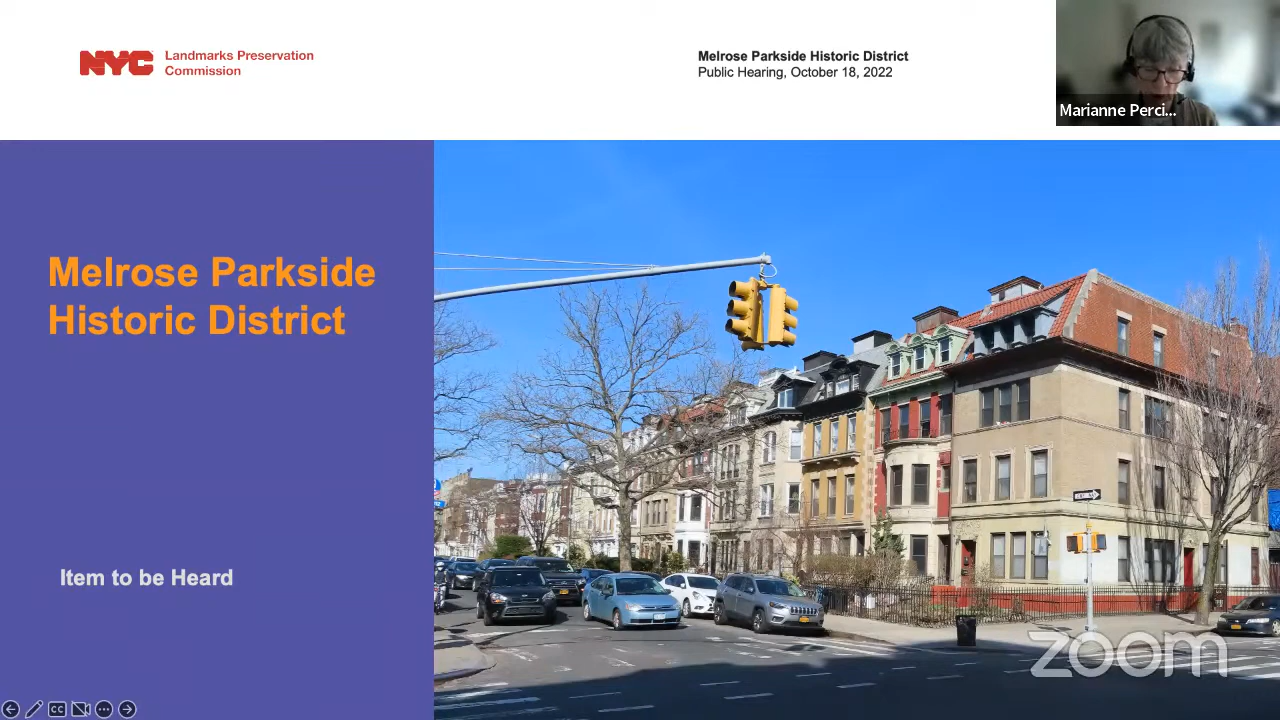 NYC
Landmarks Preservation
Commission
Melrose Parkside Historic District
Public Hearing, October 18, 2022
Marianne Perci...
Melrose Parkside
Historic District
Item to be Heard
zoom
CC